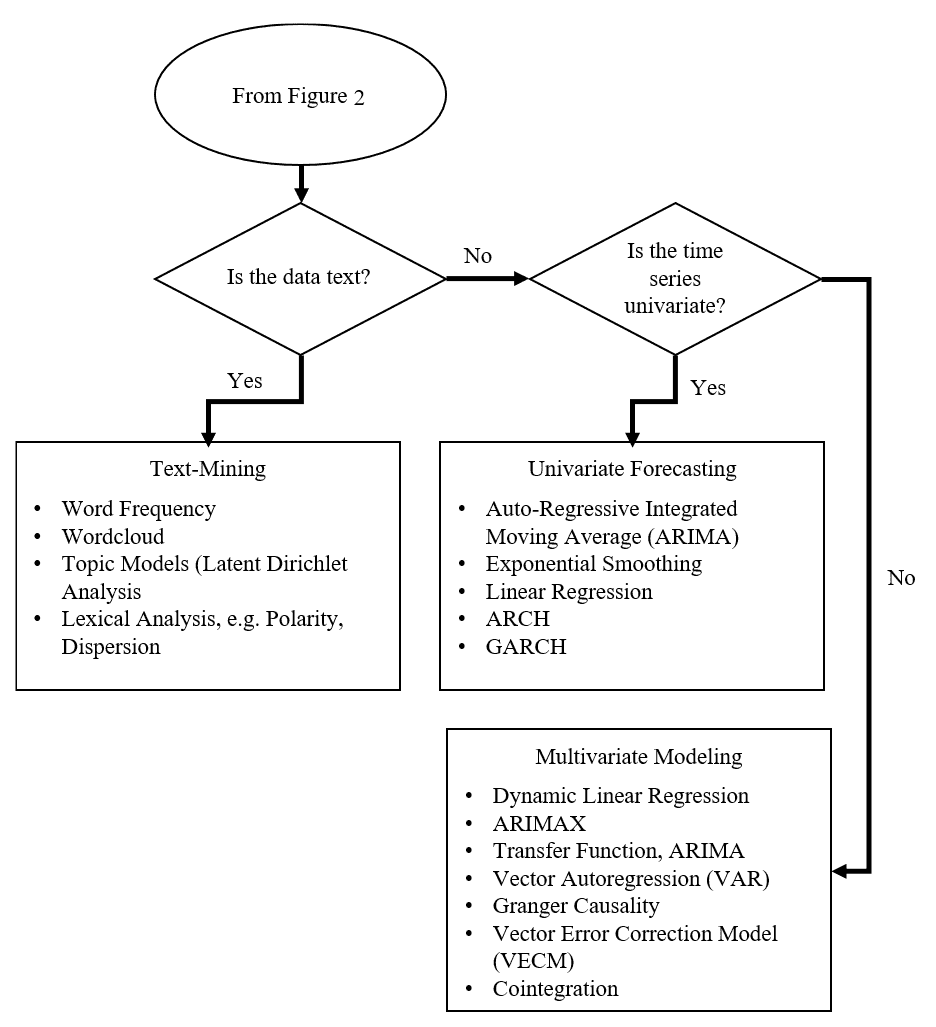 From Figure 2
Is the data text?
No
Is the time
series
univariate?
Yes
Yes
No
Text-Mining
• Word Frequency
• Wordcloud
• Topic Models (Latent Dirichlet
Analysis
• Lexical Analysis, e.g. Polarity,
Dispersion
Univariate Forecasting
• Auto-Regressive Integrated
Moving Average (ARIMA)
• Exponential Smoothing
• Linear Regression
• ARCH
• GARCH
Multivariate Modeling
• Dynamic Linear Regression
• ARIMAX
• Transfer Function, ARIMA
• Vector Autoregression (VAR)
• Granger Causality
• Vector Error Correction Model
(VECM)
• Cointegration